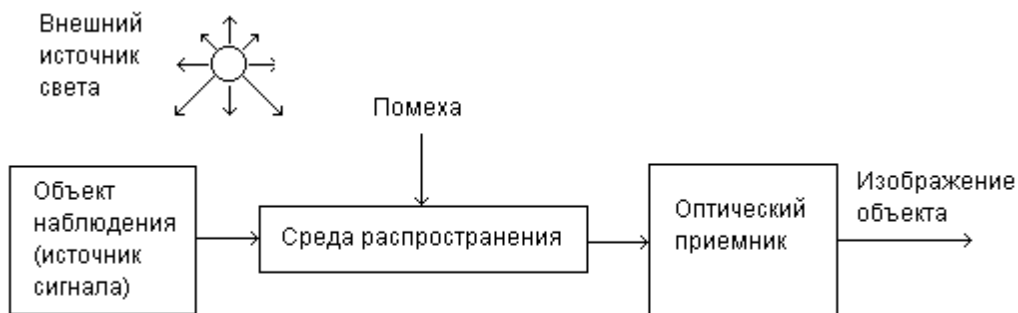 Внешний
источник
света
Помеха
Объект
наблюдения
(источник
сигнала)
Среда распространения
Оптический
приемник
Изображение
объекта